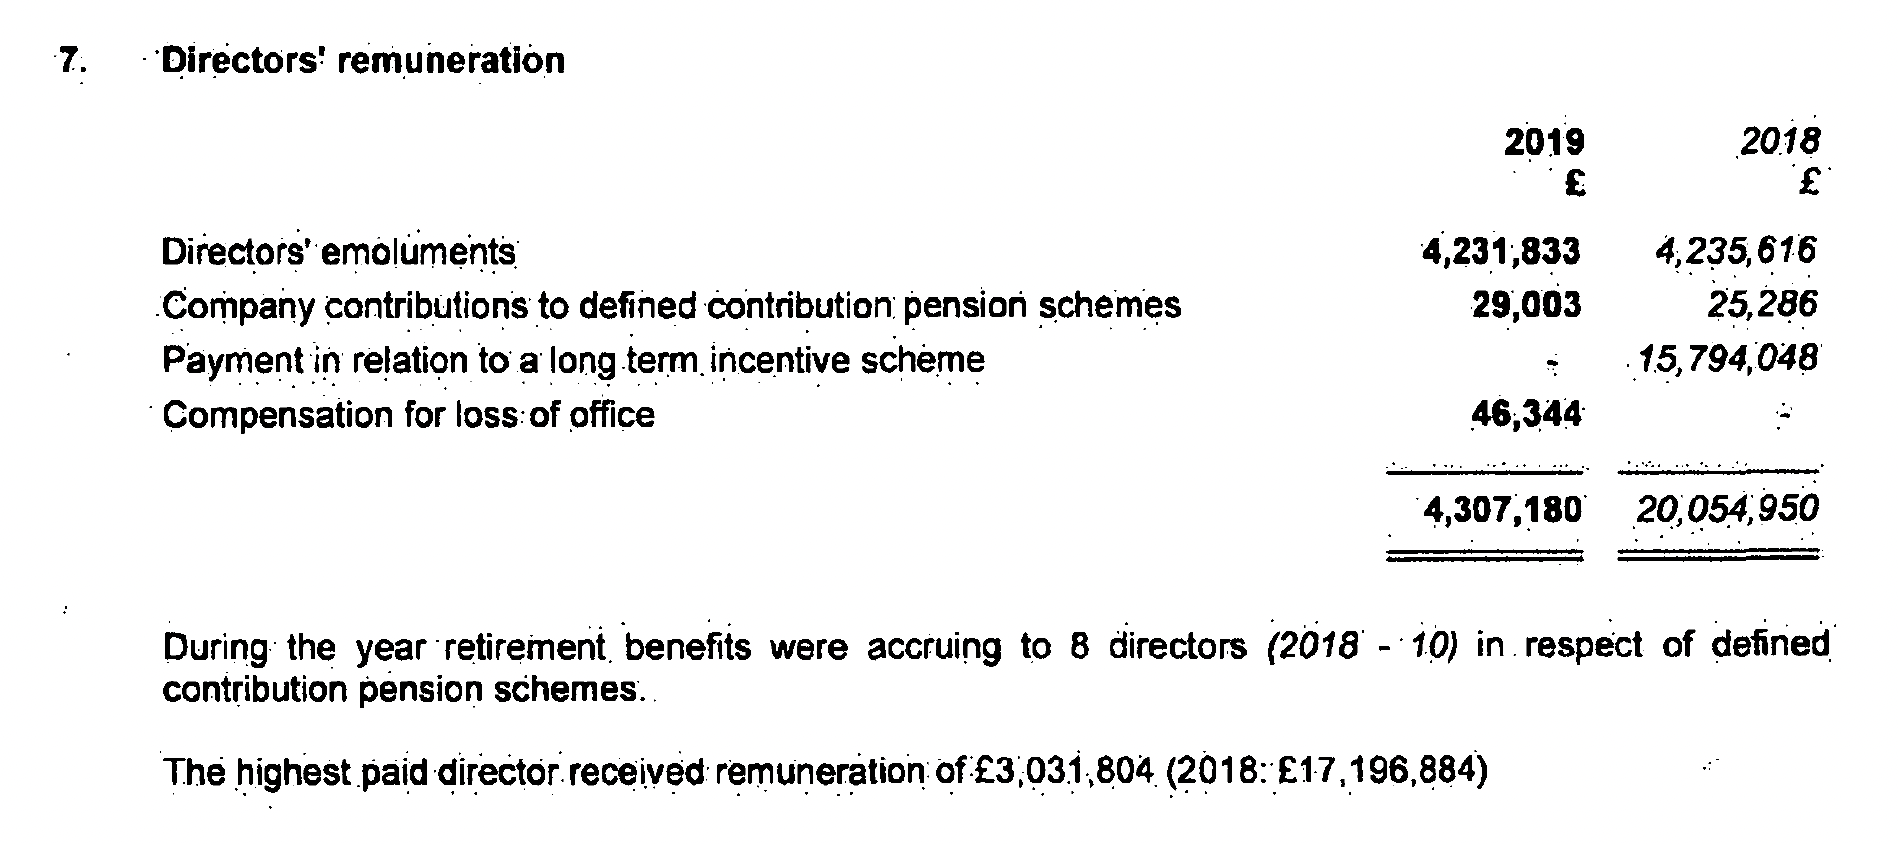 7. Directors' remuneration
2019 2018
£ £
Directors' emoluments 4,231,833 4,235,616
Company contributions to defined contribution pension schemes 29,003 25,286
Payment in relation to a long term incentive scheme - 15,794,048
Compensation for loss of office 46,344 -
4,307,180 20,054,950
During the year retirement benefits were accruing to 8 directors (2018 - 10) in respect of defined
contribution pension schemes.
The highest paid director received remuneration of £3,031,804 (2018: £17,196,884)